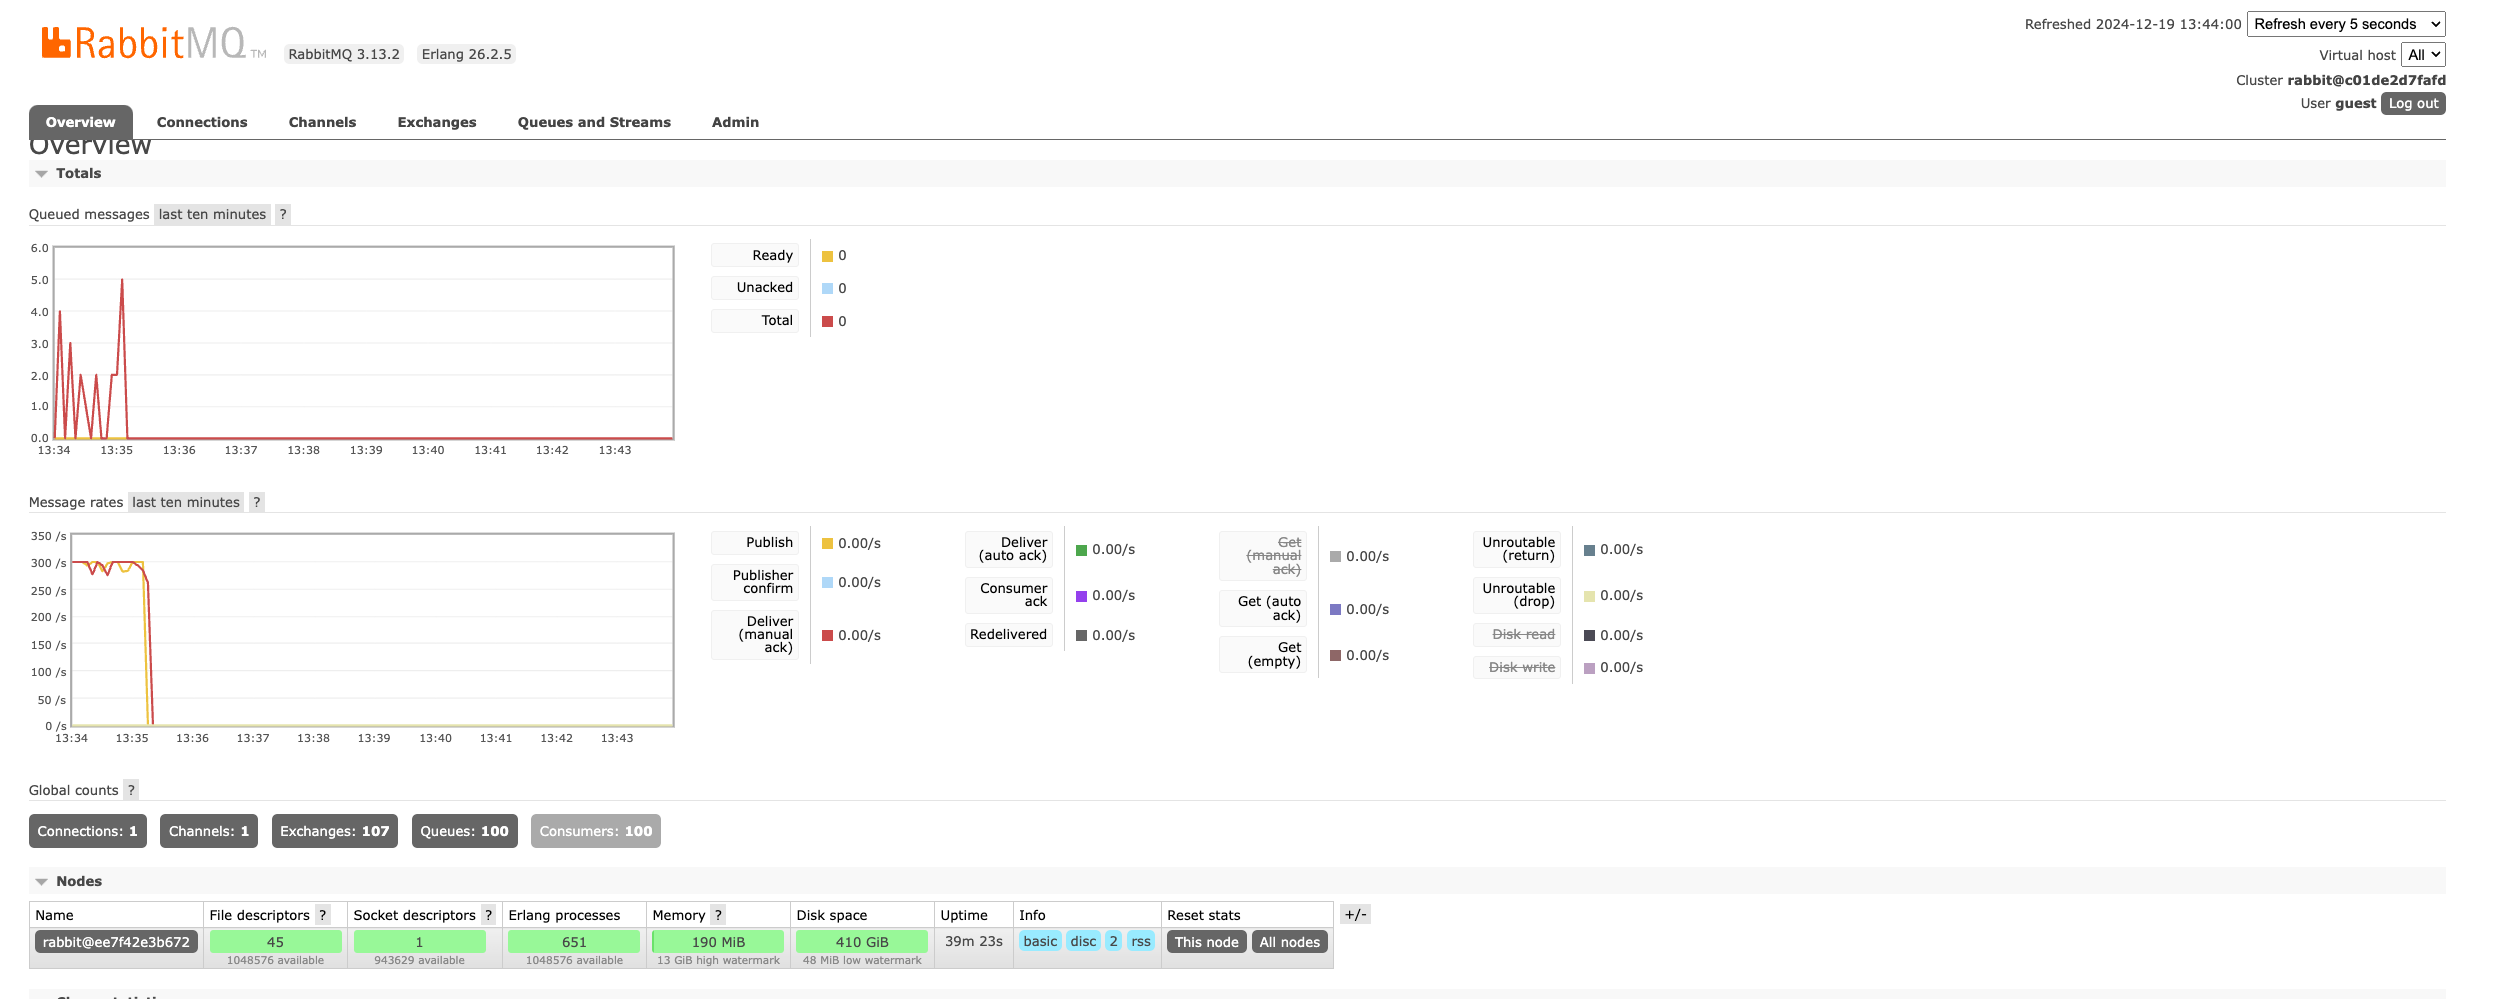 RabbitMQ TM RabbitMQ 3.13.2 Erlang 26.2.5
Refreshed 2024-12-19 13:44:00 Refresh every 5 seconds
Virtual host All
Cluster rabbit@c01de2d7fafd
User guest Log out
Overview Connections Channels Exchanges Queues and Streams Admin
Overview
Totals
Queued messages last ten minutes ?
6.0
5.0
4.0
3.0
2.0
1.0
0.0
13:34 13:35 13:36 13:37 13:38 13:39 13:40 13:41 13:42 13:43
Ready 0
Unacked 0
Total 0
Message rates last ten minutes ?
350 /s
300 /s
250 /s
200 /s
150 /s
100 /s
50 /s
0 /s
13:34 13:35 13:36 13:37 13:38 13:39 13:40 13:41 13:42 13:43
Publish 0.00/s
Publisher
confirm 0.00/s
Deliver
(manual 0.00/s
ack)
Deliver
(auto ack) 0.00/s
Consumer
ack 0.00/s
Redelivered 0.00/s
Get
(manual 0.00/s
ack)
Get (auto
ack) 0.00/s
Get
(empty) 0.00/s
Unroutable
(return) 0.00/s
Unroutable
(drop) 0.00/s
Disk read 0.00/s
Disk write 0.00/s
Global counts ?
Connections: 1 Channels: 1 Exchanges: 107 Queues: 100 Consumers: 100
Nodes
Name File descriptors ? Socket descriptors ? Erlang processes Memory ? Disk space Uptime Info Reset stats +/-
rabbit@ee7f42e3b672 45 1 651 190 MiB 410 GiB 39m 23s basic disc 2 rss This node All nodes
1048576 available 943629 available 1048576 available 13 GiB high watermark 48 MiB low watermark